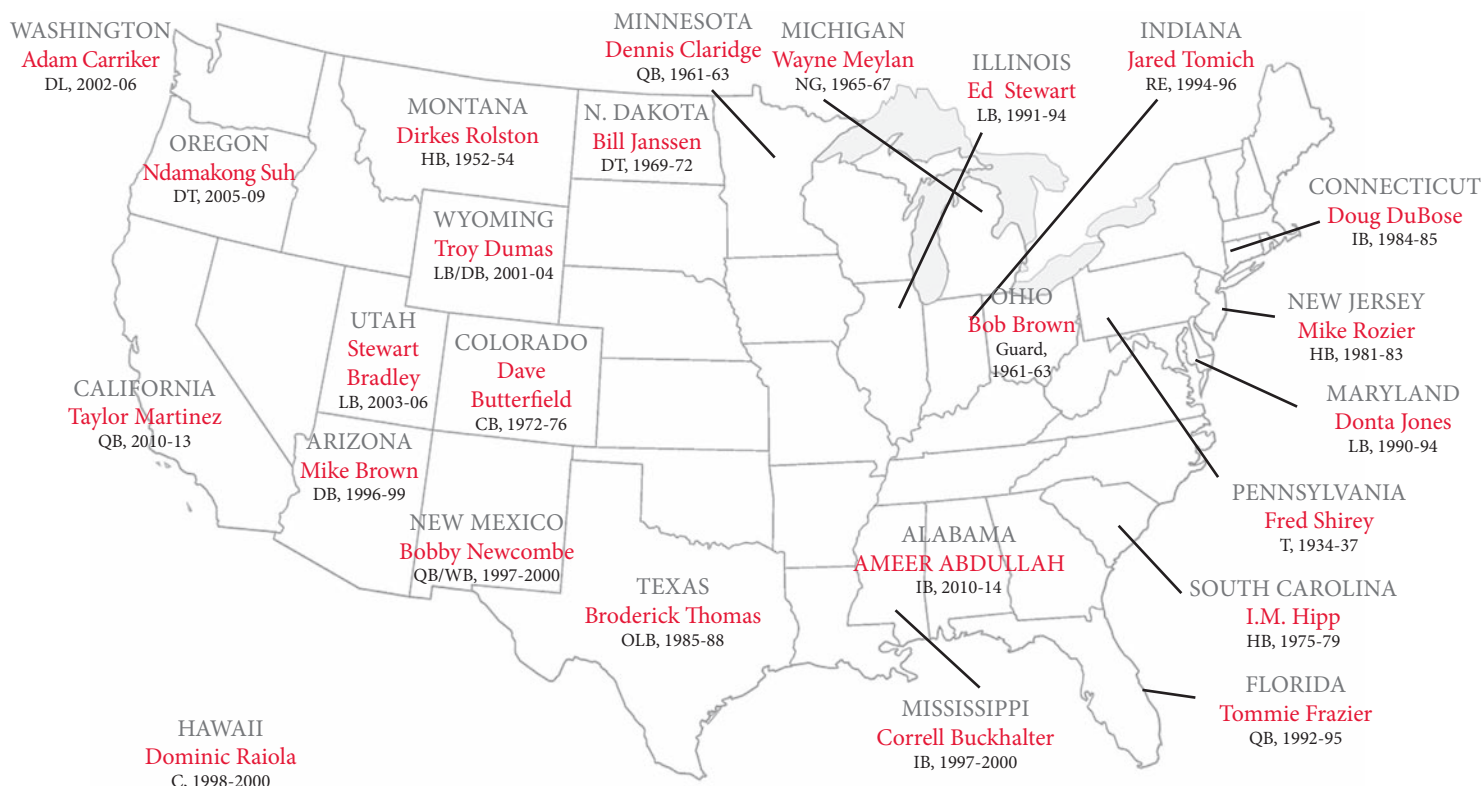 WASHINGTON
Adam Carriker
DL, 2002-06
MINNESOTA
Dennis Claridge
QB, 1961-63
MICHIGAN
Wayne Meylan
NG, 1965-67
ILLINOIS
Ed Stewart
LB, 1991-94
INDIANA
Jared Tomich
RE, 1994-96
MONTANA
Dirkes Rolston
HB, 1952-54
N. DAKOTA
Bill Janssen
DT, 1969-72
OREGON
Ndamakong Suh
DT, 2005-09
CONNECTICUT
Doug DuBose
IB, 1984-85
WYOMING
Troy Dumas
LB/DB, 2001-04
OHIO
Bob Brown
Guard,
1961-63
NEW JERSEY
Mike Rozier
HB, 1981-83
UTAH
Stewart
Bradley
LB, 2003-06
COLORADO
Dave
Butterfield
CB, 1972-76
CALIFORNIA
Taylor Martinez
QB, 2010-13
MARYLAND
Donta Jones
LB, 1990-94
ARIZONA
Mike Brown
DB, 1996-99
PENNSYLVANIA
Fred Shirey
T, 1934-37
NEW MEXICO
Bobby Newcombe
QB/WB, 1997-2000
ALABAMA
AMEER ABDULLAH
IB, 2010-14
TEXAS
Broderick Thomas
OLB, 1985-88
SOUTH CAROLINA
I.M. Hipp
HB, 1975-79
FLORIDA
Tommie Frazier
QB, 1992-95
MISSISSIPPI
Correll Buckhalter
IB, 1997-2000
HAWAII
Dominic Raiola
C, 1998-2000